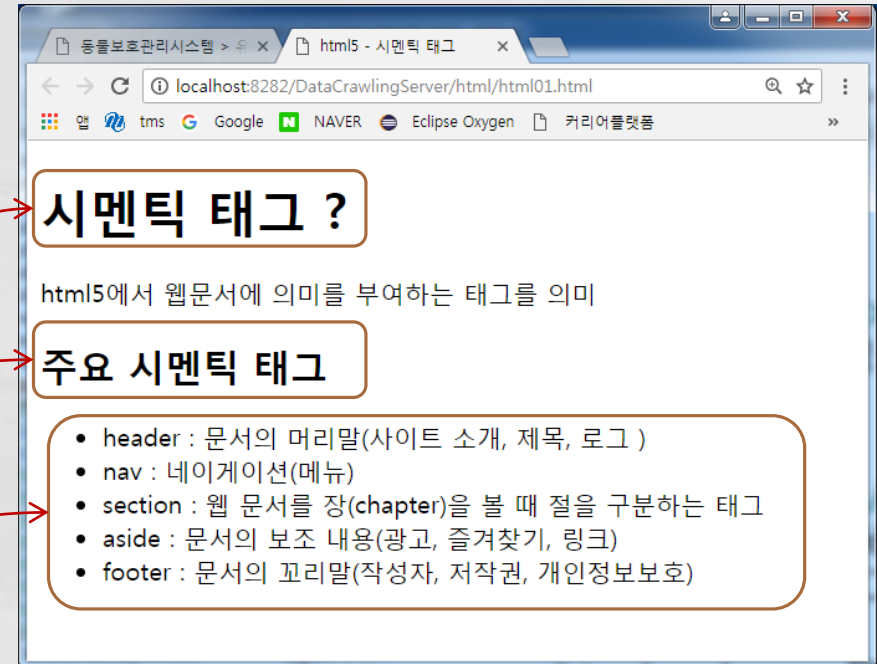 동물보호관리시스템 > 유
html5 - 시멘틱 태그
localhost:8282/DataCrawlingServer/html/html01.html
앱 tms G Google N NAVER Eclipse Oxygen 커리어플랫폼 »
시멘틱 태그 ?
html5에서 웹문서에 의미를 부여하는 태그를 의미
주요 시멘틱 태그
• header : 문서의 머리말(사이트 소개, 제목, 로그 )
• nav : 네이게이션(메뉴)
• section : 웹 문서를 장(chapter)을 볼 때 절을 구분하는 태그
• aside : 문서의 보조 내용(광고, 즐겨찾기, 링크)
• footer : 문서의 꼬리말(작성자, 저작권, 개인정보보호)